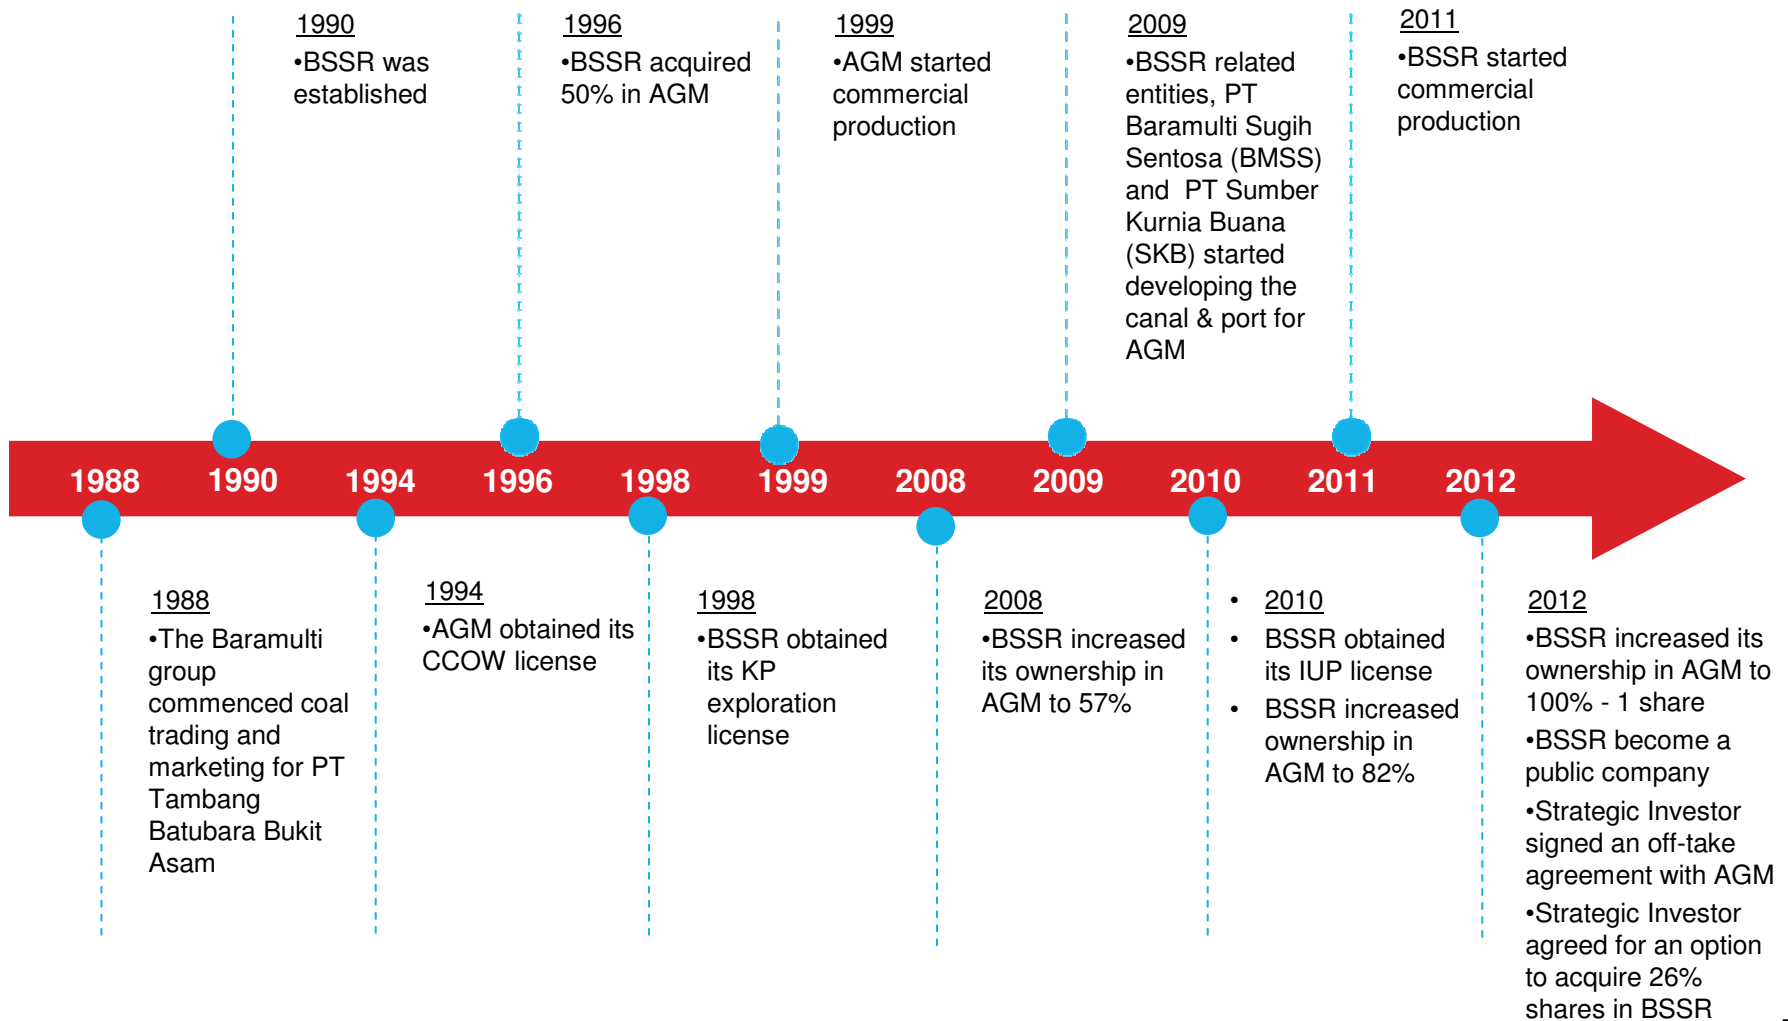 1990
•BSSR was
established
1996
•BSSR acquired
50% in AGM
1999
•AGM started
commercial
production
2009
•BSSR related
entities, PT
Baramulti Sugih
Sentosa (BMSS)
and  PT Sumber
Kurnia Buana
(SKB) started
developing the
canal & port for
AGM
2011
•BSSR started
commercial
production
1988 1990 1994 1996 1998 1999 2008 2009 2010 2011 2012
1988
•The Baramulti
group
commenced coal
trading and
marketing for PT
Tambang
Batubara Bukit
Asam
1994
•AGM obtained its
CCOW license
1998
•BSSR obtained
its KP
exploration
license
2008
•BSSR increased
its ownership in
AGM to 57%
• 2010
• BSSR obtained
its IUP license
• BSSR increased
ownership in
AGM to 82%
2012
•BSSR increased its
ownership in AGM to
100% - 1 share
•BSSR become a
public company
•Strategic Investor
signed an off-take
agreement with AGM
•Strategic Investor
agreed for an option
to acquire 26%
shares in BSSR